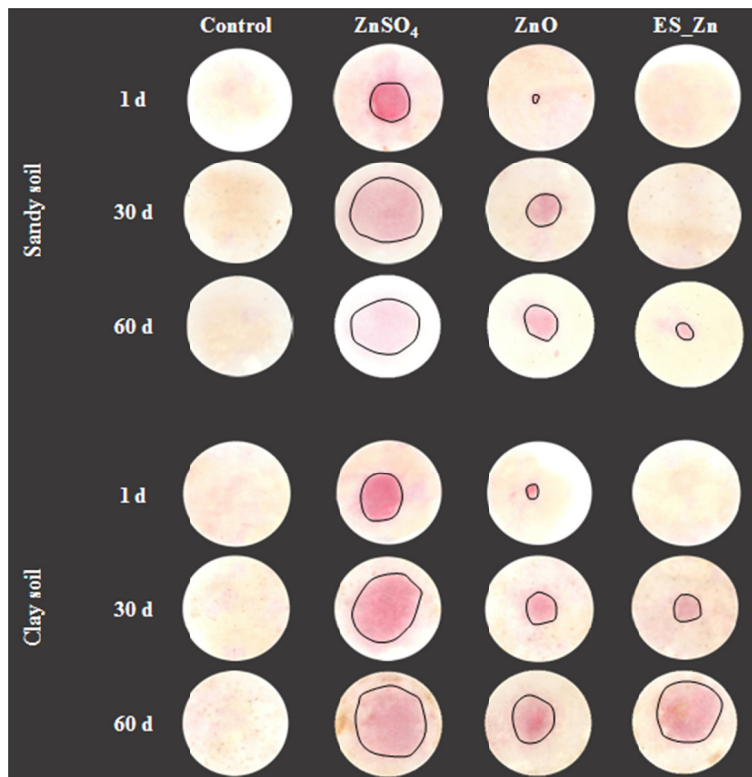 Control ZnSO₄ ZnO ES_Zn
Sandy soil
1 d
30 d
60 d
Clay soil
1 d
30 d
60 d